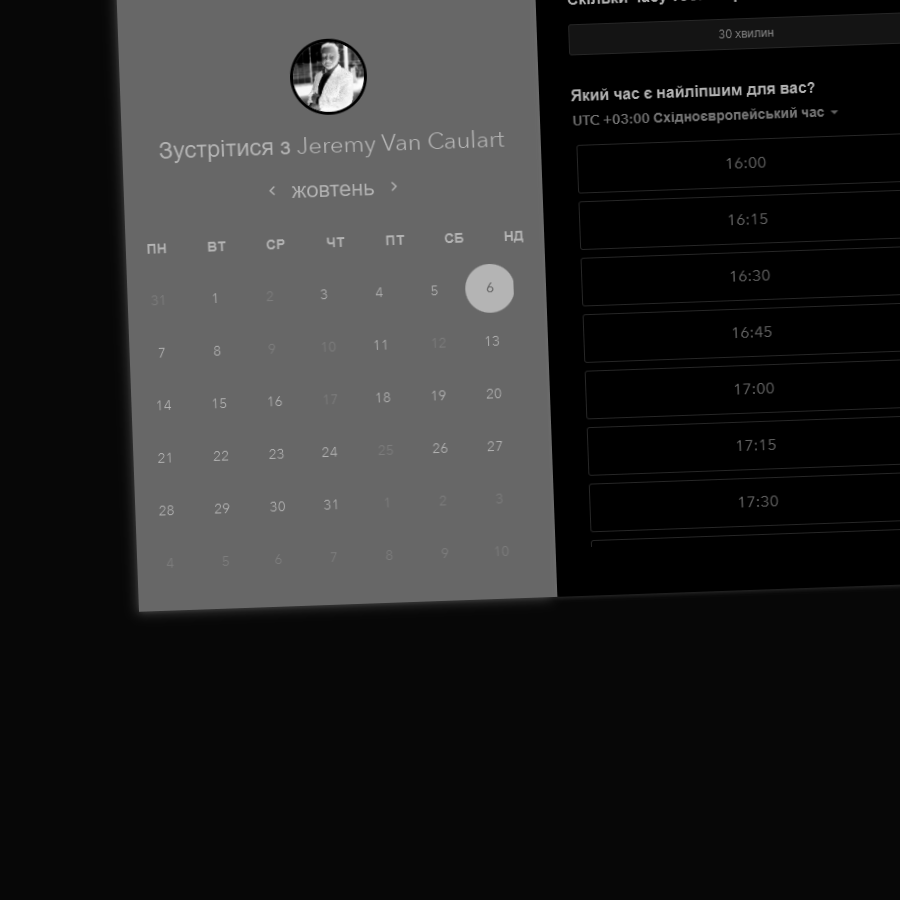 Зустрітися з Jeremy Van Caulart
жовтень
ПН ВТ СР ЧТ ПТ СБ НД
31 1 2 3 4 5 6
7 8 9 10 11 12 13
14 15 16 17 18 19 20
21 22 23 24 25 26 27
28 29 30 31 1 2 3
4 5 6 7 8 9 10
30 хвилин
Який час є найліпшим для вас?
UTC +03:00 Східноєвропейський час
16:00
16:15
16:30
16:45
17:00
17:15
17:30